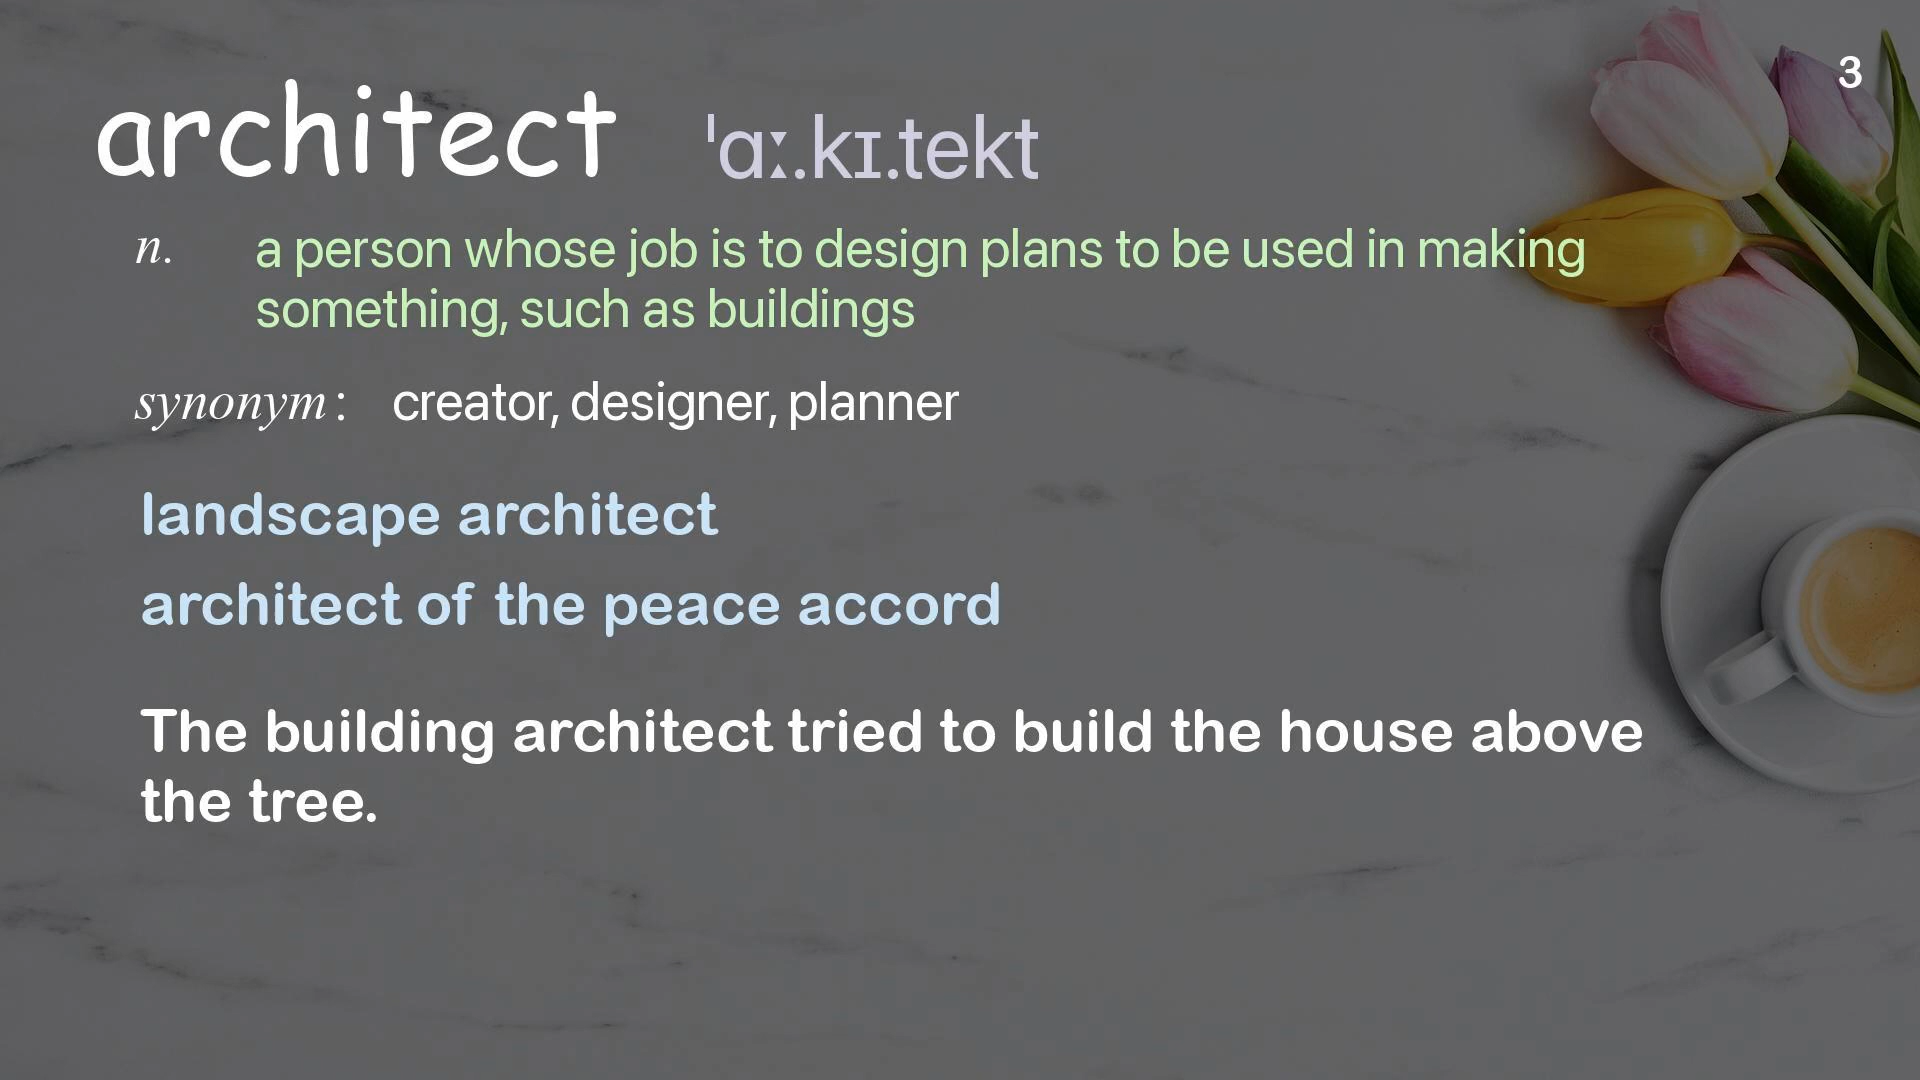 3
architect ˈɑː.kɪ.tekt
n. a person whose job is to design plans to be used in making
something, such as buildings
synonym: creator, designer, planner
landscape architect
architect of the peace accord
The building architect tried to build the house above
the tree.